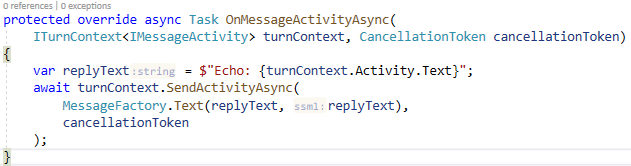 0 references | 0 exceptions
protected override async Task OnMessageActivityAsync(
    ITurnContext<IMessageActivity> turnContext, CancellationToken cancellationToken)
{
    var replyText:string = $"Echo: {turnContext.Activity.Text}";
    await turnContext.SendActivityAsync(
        MessageFactory.Text(replyText, ssml:replyText),
        cancellationToken
    );
}